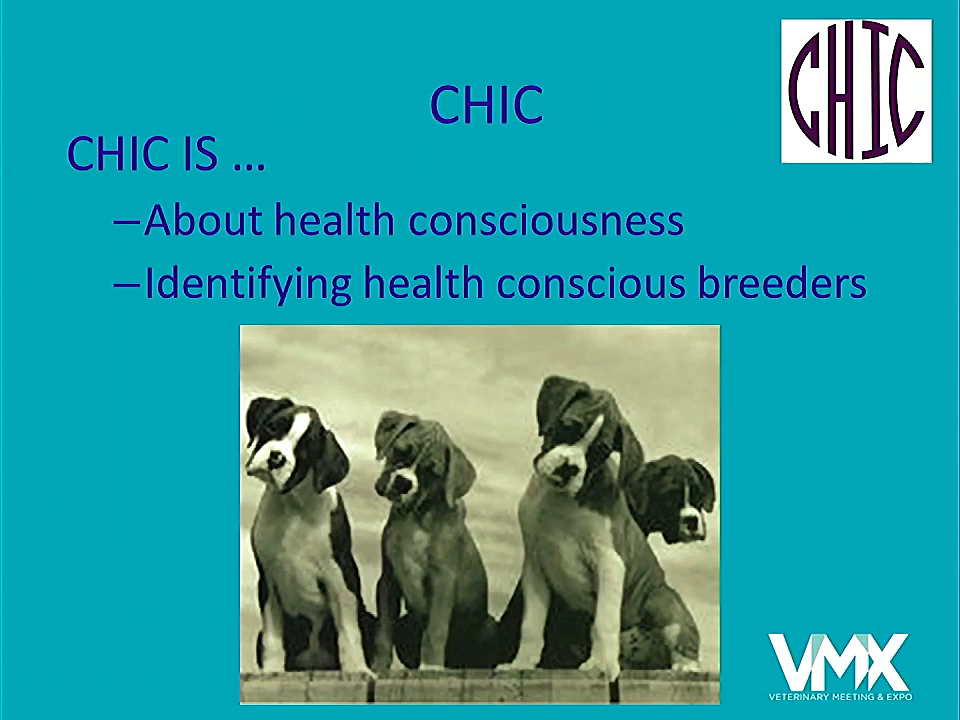 CHIC
CHIC
CHIC IS ...
–About health consciousness
–Identifying health conscious breeders
VMX
VETERINARY MEETING & EXPO